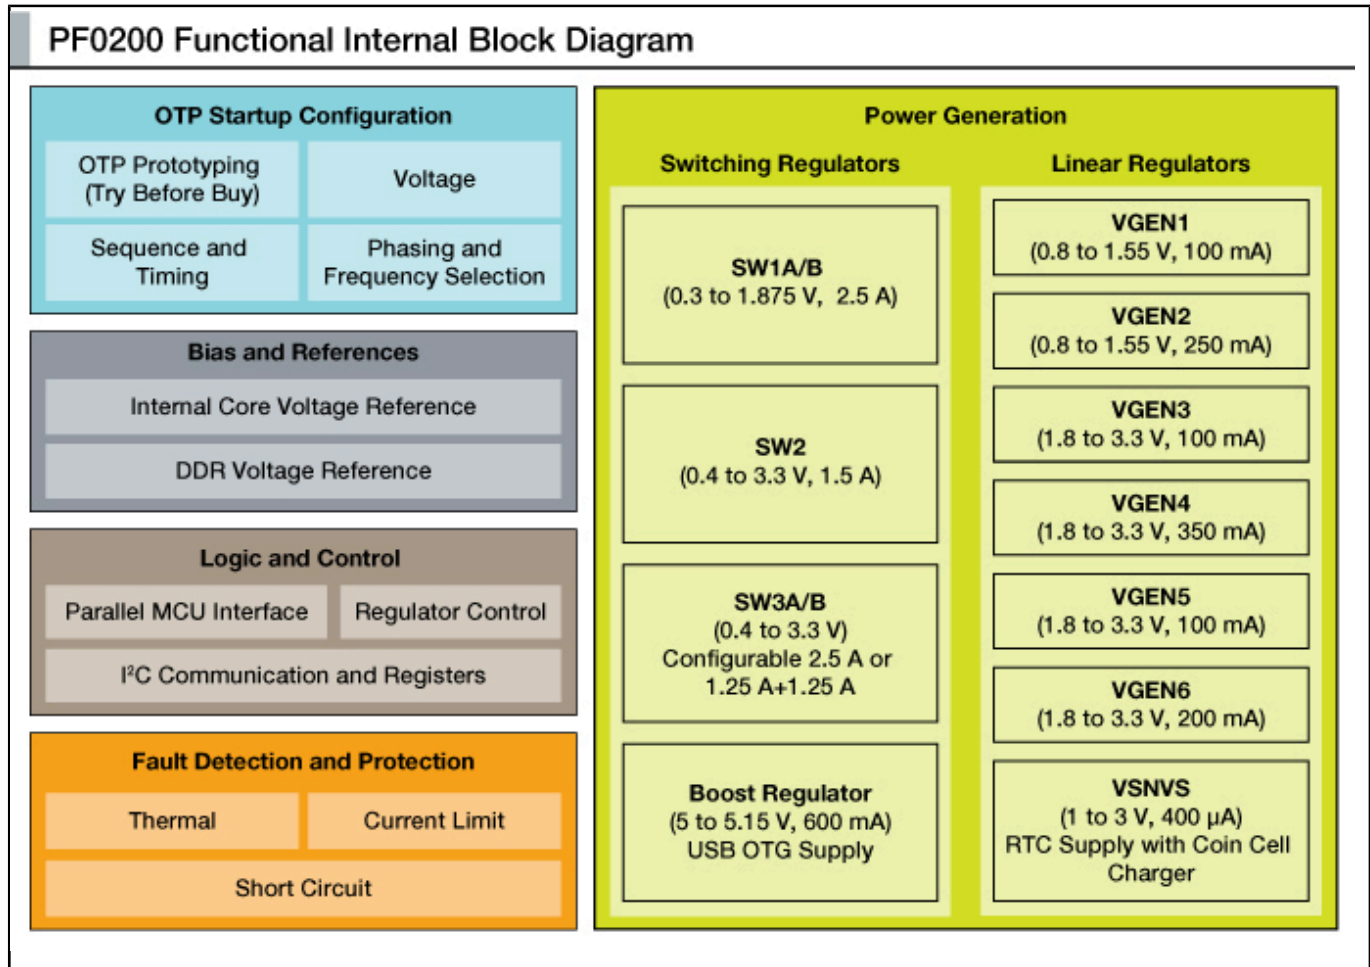 PF0200 Functional Internal Block Diagram
OTP Startup Configuration
OTP Prototyping
(Try Before Buy)
Voltage
Sequence and
Timing
Phasing and
Frequency Selection
Bias and References
Internal Core Voltage Reference
DDR Voltage Reference
Logic and Control
Parallel MCU Interface
Regulator Control
I²C Communication and Registers
Fault Detection and Protection
Thermal
Current Limit
Short Circuit
Power Generation
Switching Regulators
SW1A/B
(0.3 to 1.875 V, 2.5 A)
SW2
(0.4 to 3.3 V, 1.5 A)
SW3A/B
(0.4 to 3.3 V)
Configurable 2.5 A or
1.25 A+1.25 A
Boost Regulator
(5 to 5.15 V, 600 mA)
USB OTG Supply
Linear Regulators
VGEN1
(0.8 to 1.55 V, 100 mA)
VGEN2
(0.8 to 1.55 V, 250 mA)
VGEN3
(1.8 to 3.3 V, 100 mA)
VGEN4
(1.8 to 3.3 V, 350 mA)
VGEN5
(1.8 to 3.3 V, 100 mA)
VGEN6
(1.8 to 3.3 V, 200 mA)
VSNVS
(1 to 3 V, 400 µA)
RTC Supply with Coin Cell
Charger